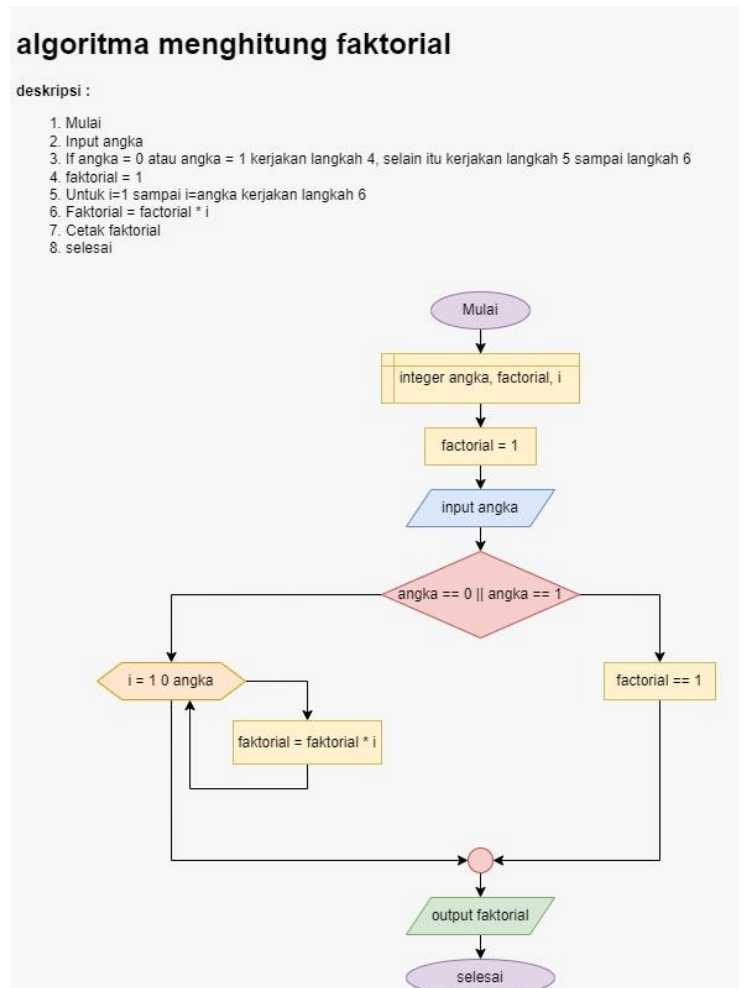 algoritma menghitung faktorial
deskripsi :
1. Mulai
2. Input angka
3. If angka = 0 atau angka = 1 kerjakan langkah 4, selain itu kerjakan langkah 5 sampai langkah 6
4. faktorial = 1
5. Untuk i=1 sampai i=angka kerjakan langkah 6
6. Faktorial = factorial * i
7. Cetak faktorial
8. selesai
Mulai
integer angka, factorial, i
factorial = 1
input angka
angka == 0 || angka == 1
i = 1 0 angka
factorial == 1
faktorial = faktorial * i
output faktorial
selesai